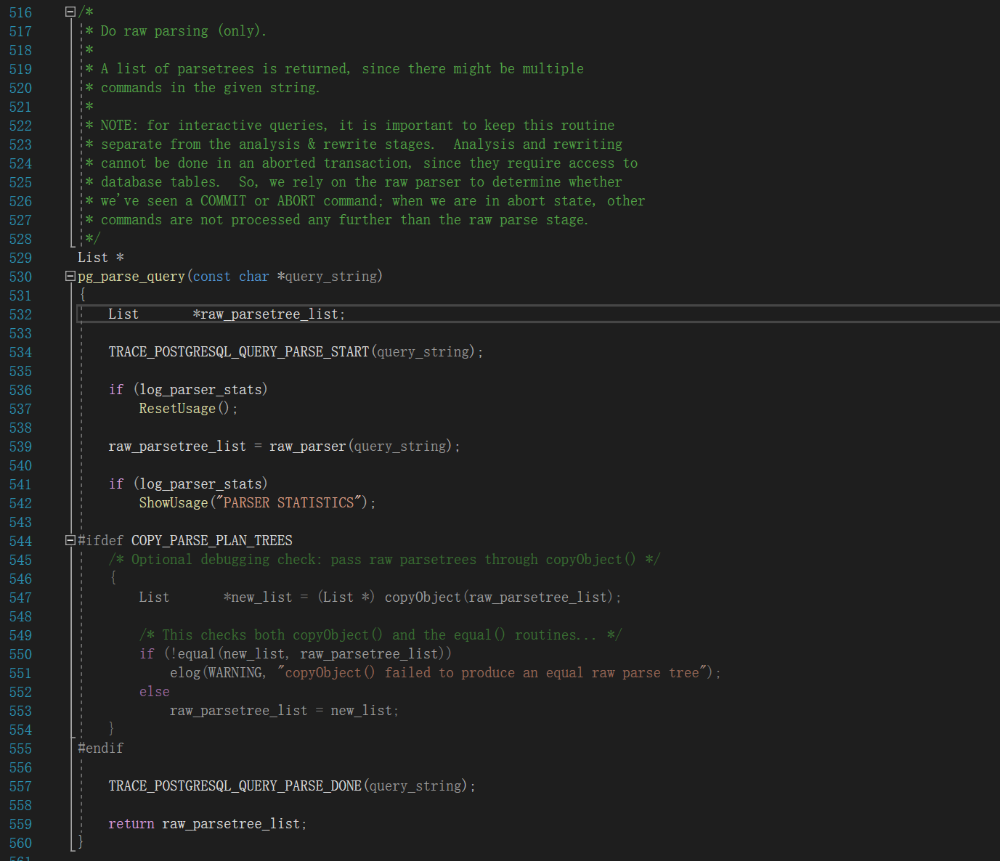 516 /*
517 * Do raw parsing (only).
518 *
519 * A list of parsetrees is returned, since there might be multiple
520 * commands in the given string.
521 *
522 * NOTE: for interactive queries, it is important to keep this routine
523 * separate from the analysis & rewrite stages.  Analysis and rewriting
524 * cannot be done in an aborted transaction, since they require access to
525 * database tables.  So, we rely on the raw parser to determine whether
526 * we've seen a COMMIT or ABORT command; when we are in abort state, other
527 * commands are not processed any further than the raw parse stage.
528 */
529 List *
530 pg_parse_query(const char *query_string)
531 {
532     List       *raw_parsetree_list;
533
534     TRACE_POSTGRESQL_QUERY_PARSE_START(query_string);
535
536     if (log_parser_stats)
537         ResetUsage();
538
539     raw_parsetree_list = raw_parser(query_string);
540
541     if (log_parser_stats)
542         ShowUsage("PARSER STATISTICS");
543
544 #ifdef COPY_PARSE_PLAN_TREES
545     /* Optional debugging check: pass raw parsetrees through copyObject() */
546     {
547         List       *new_list = (List *) copyObject(raw_parsetree_list);
548
549         /* This checks both copyObject() and the equal() routines... */
550         if (!equal(new_list, raw_parsetree_list))
551             elog(WARNING, "copyObject() failed to produce an equal raw parse tree");
552         else
553             raw_parsetree_list = new_list;
554     }
555 #endif
556
557     TRACE_POSTGRESQL_QUERY_PARSE_DONE(query_string);
558
559     return raw_parsetree_list;
560 }
561